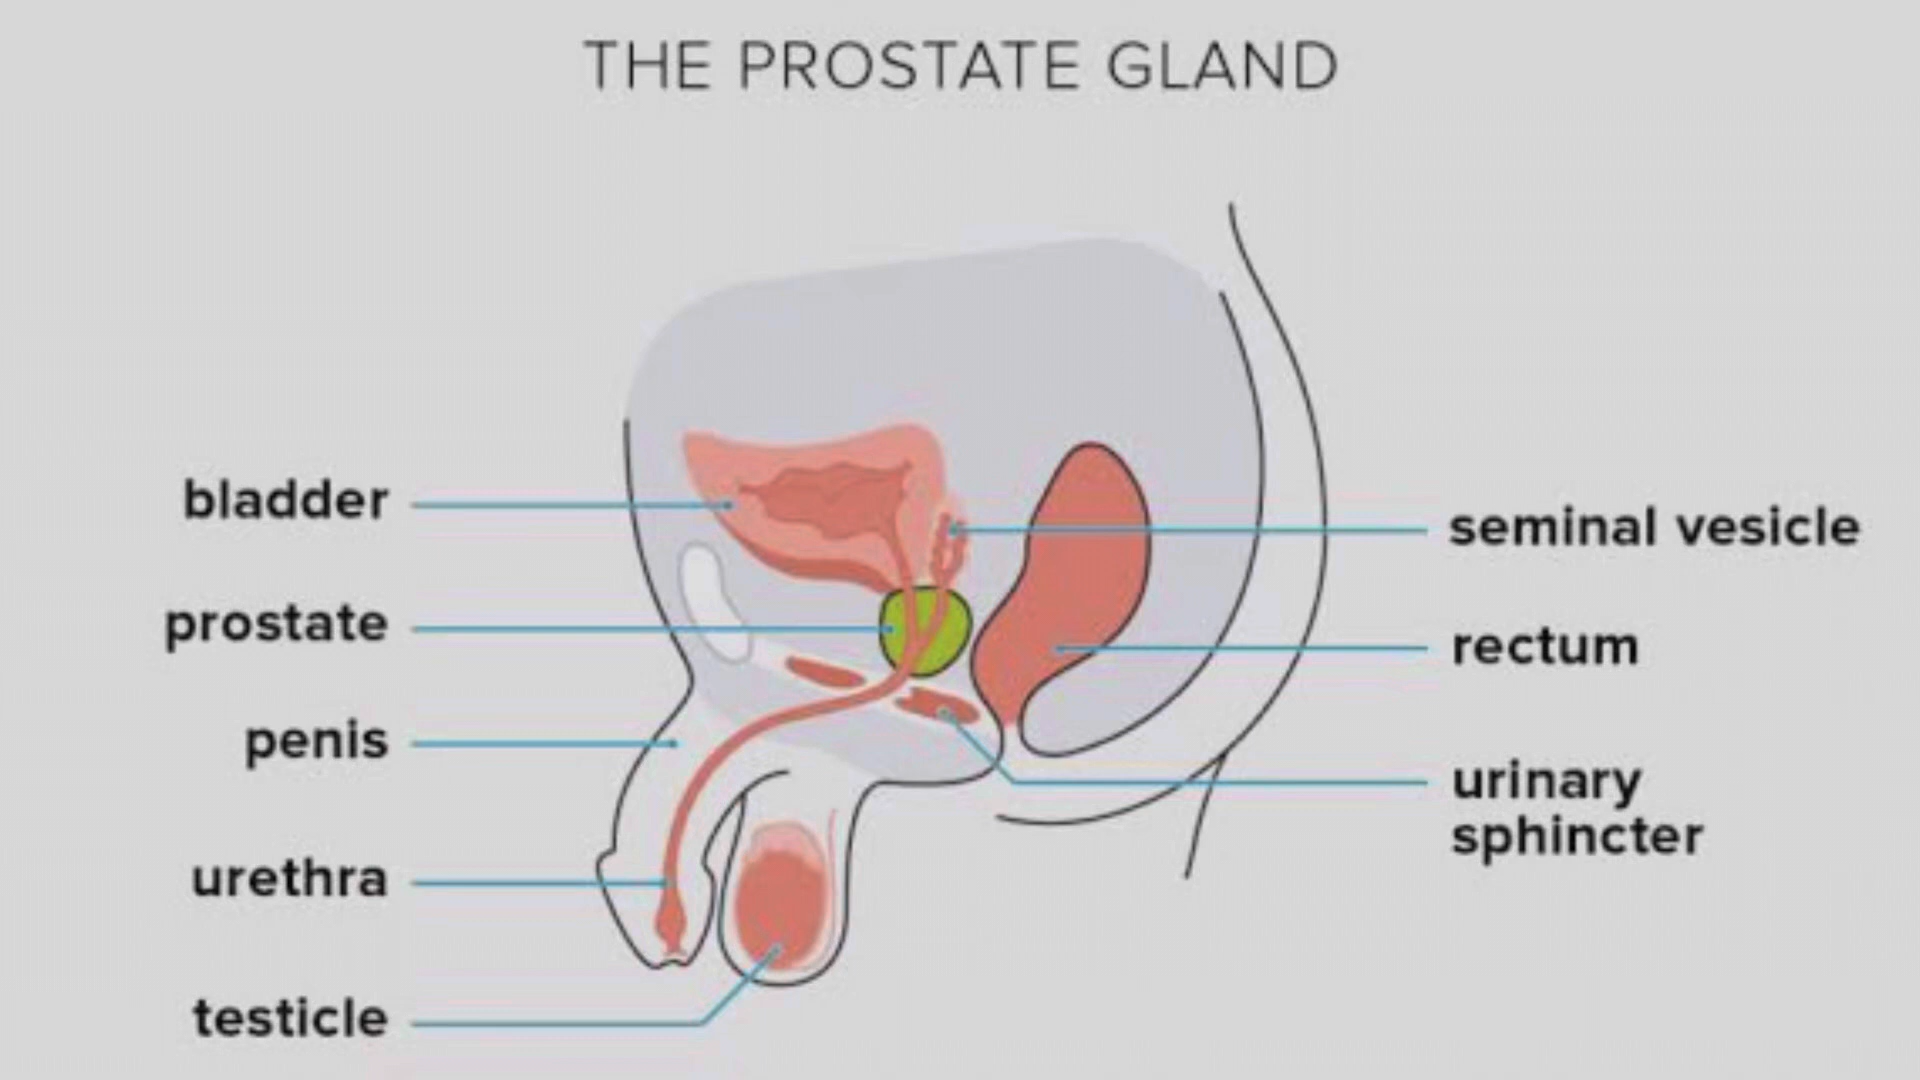 THE PROSTATE GLAND
bladder
prostate
penis
urethra
testicle
seminal vesicle
rectum
urinary
sphincter